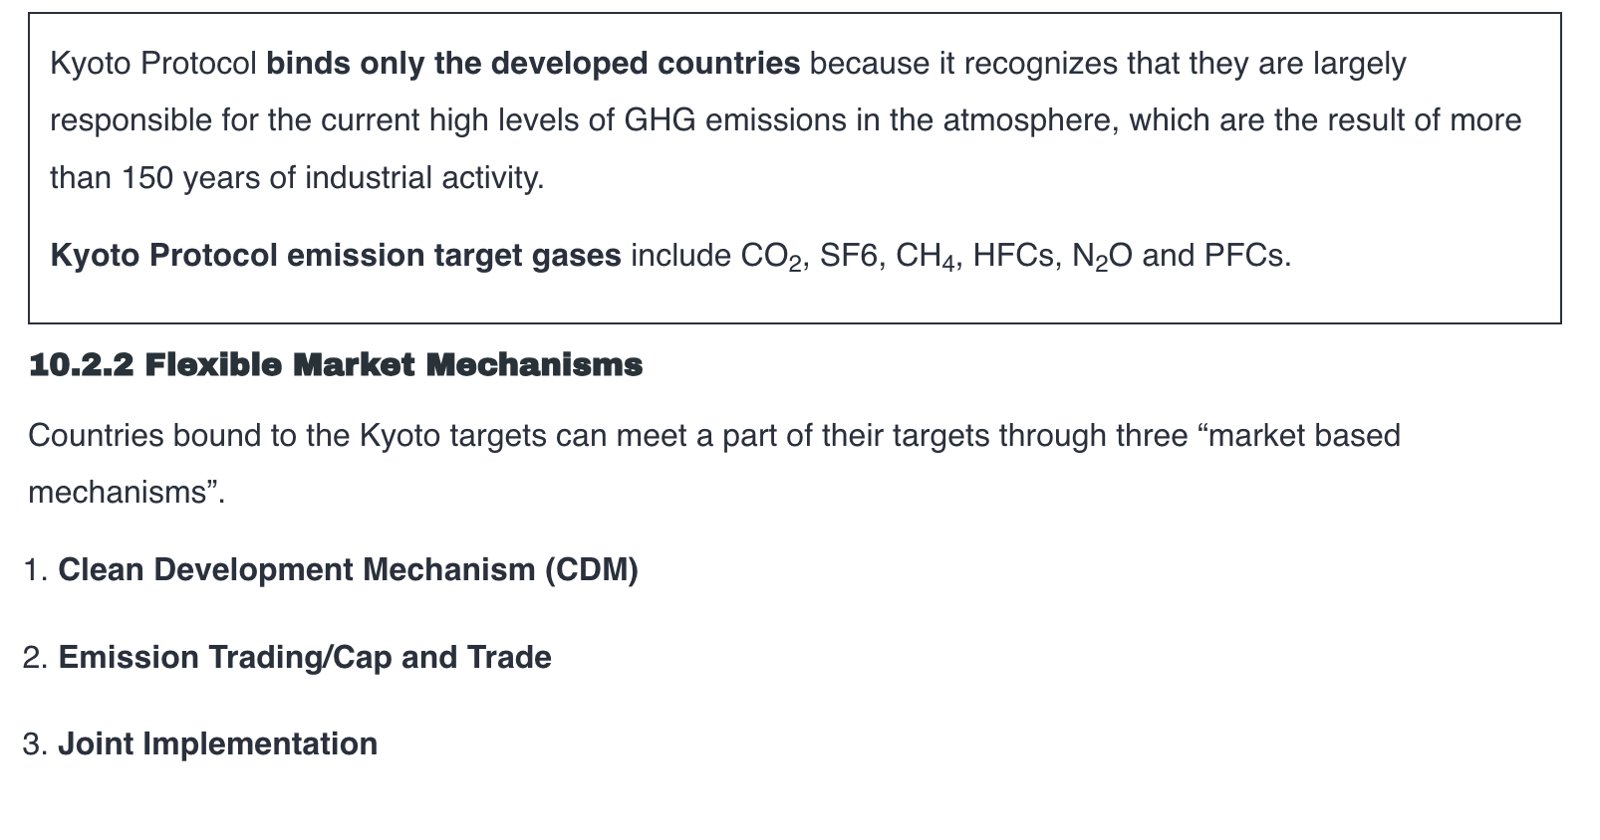 Kyoto Protocol binds only the developed countries because it recognizes that they are largely
responsible for the current high levels of GHG emissions in the atmosphere, which are the result of more
than 150 years of industrial activity.
Kyoto Protocol emission target gases include CO₂, SF6, CH₄, HFCs, N₂O and PFCs.
10.2.2 Flexible Market Mechanisms
Countries bound to the Kyoto targets can meet a part of their targets through three “market based
mechanisms”.
1. Clean Development Mechanism (CDM)
2. Emission Trading/Cap and Trade
3. Joint Implementation